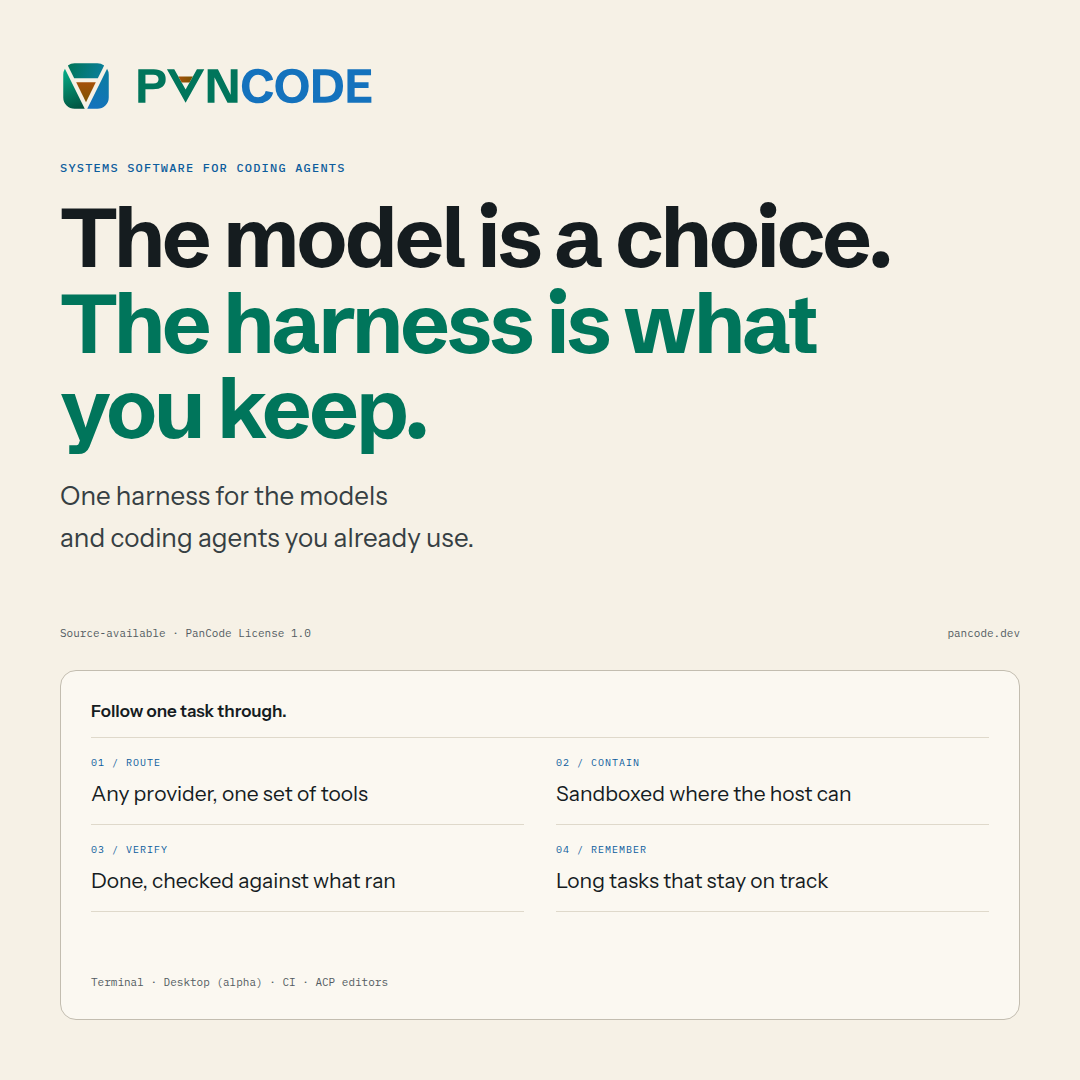 PANCODE
SYSTEMS SOFTWARE FOR CODING AGENTS
The model is a choice.
The harness is what
you keep.
One harness for the models
and coding agents you already use.
Source-available · PanCode License 1.0
pancode.dev
Follow one task through.
01 / ROUTE
Any provider, one set of tools
02 / CONTAIN
Sandboxed where the host can
03 / VERIFY
Done, checked against what ran
04 / REMEMBER
Long tasks that stay on track
Terminal · Desktop (alpha) · CI · ACP editors